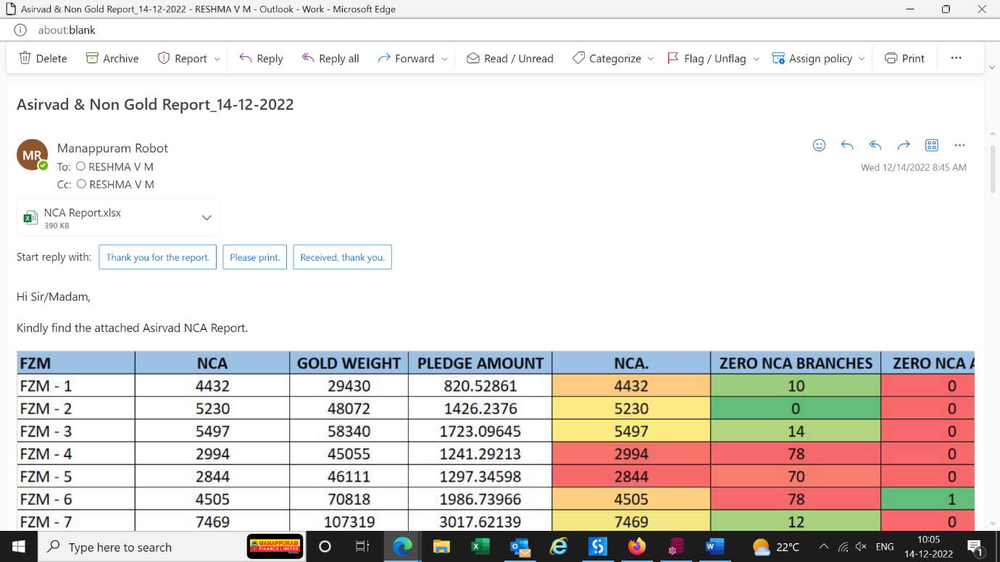 Asirvad & Non Gold Report_14-12-2022 - RESHMA V M - Outlook - Work - Microsoft Edge
about:blank
Delete Archive Report Reply Reply all Forward Read / Unread Categorize Flag / Unflag Assign policy Print ...
Asirvad & Non Gold Report_14-12-2022
MR Manappuram Robot
To: RESHMA V M
Wed 12/14/2022 8:45 AM
Cc: RESHMA V M
NCA Report.xlsx
390 KB
Start reply with: Thank you for the report. Please print. Received, thank you.
Hi Sir/Madam,
Kindly find the attached Asirvad NCA Report.
FZM NCA GOLD WEIGHT PLEDGE AMOUNT NCA. ZERO NCA BRANCHES ZERO NCA A
FZM - 1 4432 29430 820.52861 4432 10 0
FZM - 2 5230 48072 1426.2376 5230 0 0
FZM - 3 5497 58340 1723.09645 5497 14 0
FZM - 4 2994 45055 1241.29213 2994 78 0
FZM - 5 2844 46111 1297.34598 2844 70 0
FZM - 6 4505 70818 1986.73966 4505 78 1
FZM - 7 7469 107319 3017.62139 7469 12 0
Type here to search MANAPPURAM FINANCE LIMITED 22°C ENG 10:05
14-12-2022 1